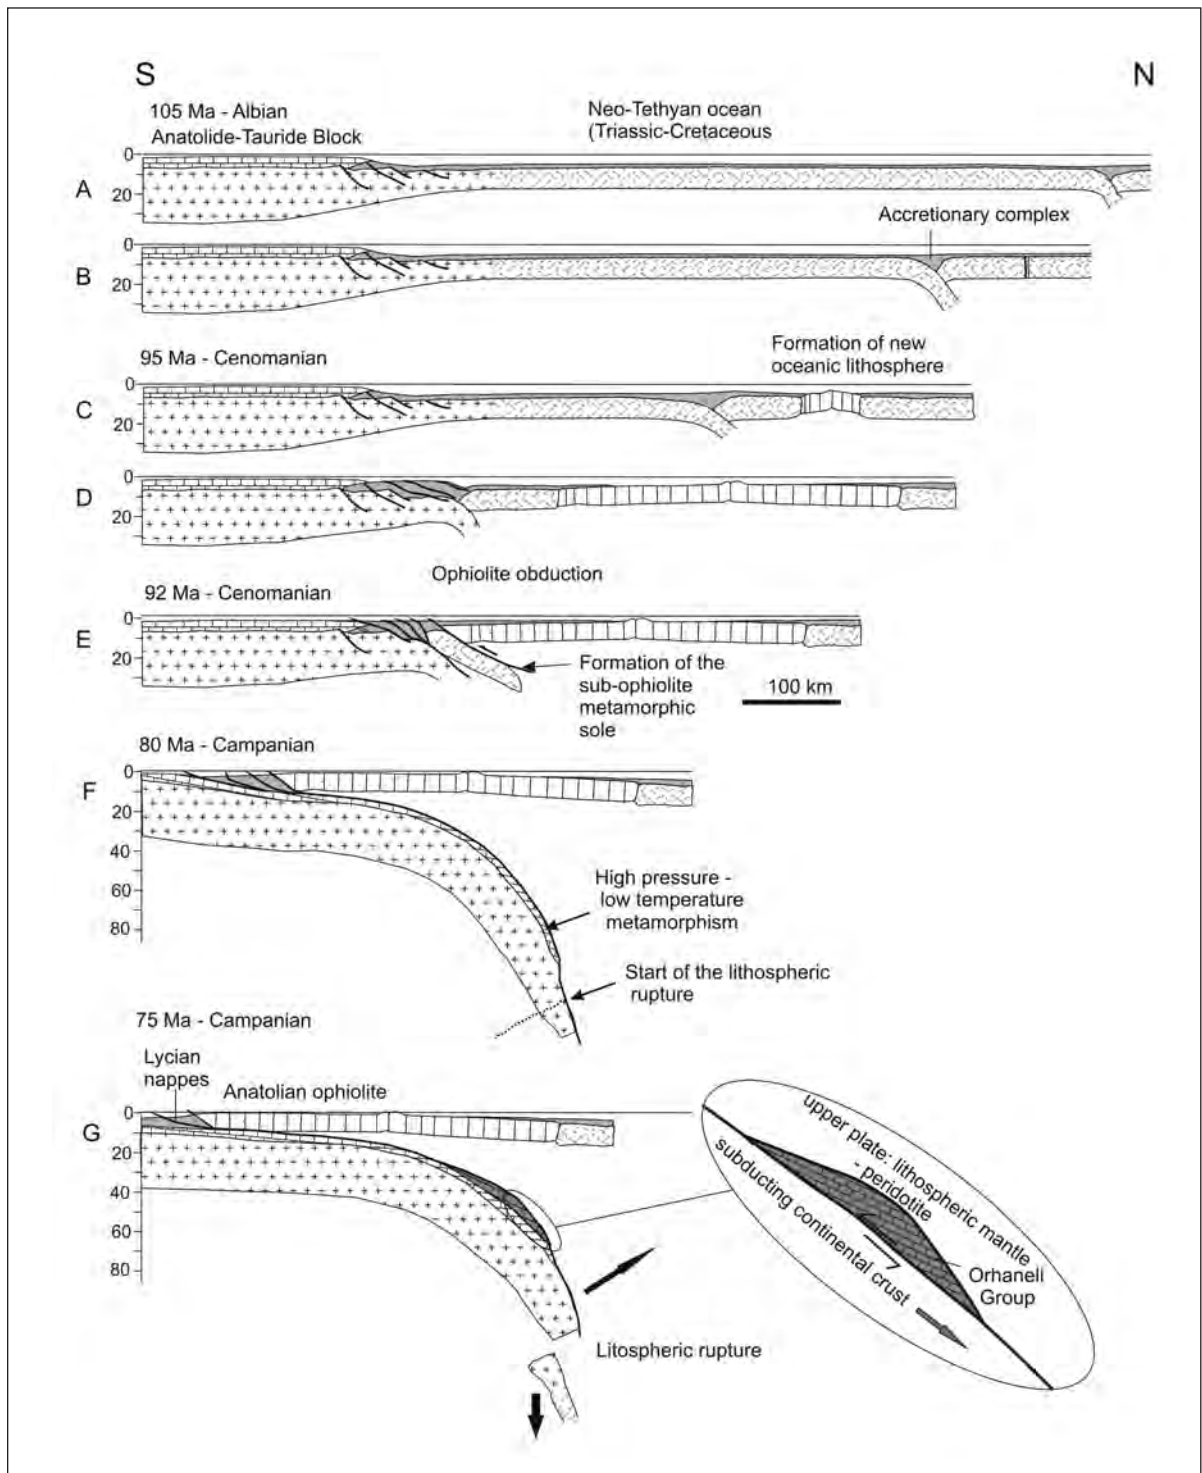 S
N
105 Ma - Albian
Anatolide-Tauride Block
Neo-Tethyan ocean
(Triassic-Cretaceous
0
A
20
Accretionary complex
0
B
20
95 Ma - Cenomanian
Formation of new
oceanic lithosphere
0
C
20
0
D
20
Ophiolite obduction
92 Ma - Cenomanian
0
E
20
Formation of the
sub-ophiolite
metamorphic
sole
100 km
80 Ma - Campanian
0
F
20
40
60
80
High pressure -
low temperature
metamorphism
Start of the lithospheric
rupture
75 Ma - Campanian
Lycian
nappes
Anatolian ophiolite
0
G
20
40
60
80
upper plate: lithospheric mantle
- peridotite
subducting continental crust
Orhanell
Group
Litospheric rupture